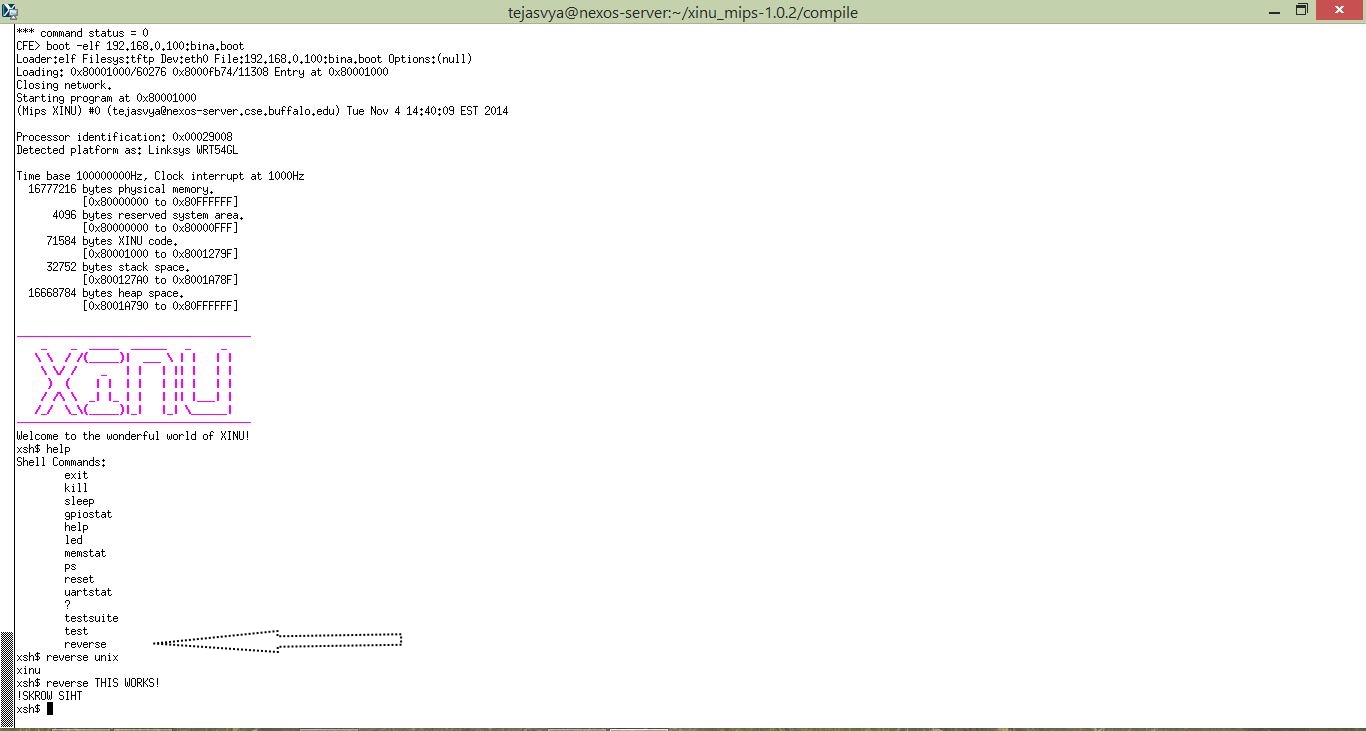 tejasvya@nexos-server:~/xinu_mips-1.0.2/compile
*** command status = 0
CFE> boot -elf 192.168.0.100:bina.boot
Loader:elf Filesys:tftp Dev:eth0 File:192.168.0.100:bina.boot Options:(null)
Loading: 0x80001000/60276 0x8000fb74/11308 Entry at 0x80001000
Closing network.
Starting program at 0x80001000
(Mips XINU) #0 (tejasvya@nexos-server.cse.buffalo.edu) Tue Nov 4 14:40:09 EST 2014
Processor identification: 0x00029008
Detected platform as: Linksys WRT54GL
Time base 100000000Hz, Clock interrupt at 1000Hz
16777216 bytes physical memory.
[0x80000000 to 0x80FFFFFF]
4096 bytes reserved system area.
[0x80000000 to 0x80000FFF]
71584 bytes XINU code.
[0x80001000 to 0x8001279F]
32752 bytes stack space.
[0x800127A0 to 0x8001A78F]
16668784 bytes heap space.
[0x8001A790 to 0x80FFFFFF]
XINU
Welcome to the wonderful world of XINU!
xsh$ help
Shell Commands:
exit
kill
sleep
gpiostat
help
led
memstat
ps
reset
uartstat
?
testsuite
test
reverse
xsh$ reverse unix
xinu
xsh$ reverse THIS WORKS!
!SKROW SIHT
xsh$